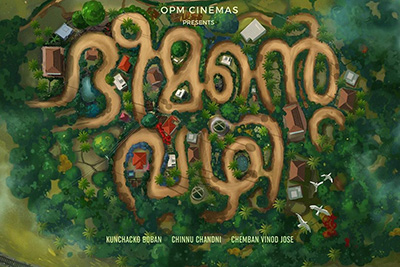 OPM CINEMAS
PRESENTS
ഭീമന്റെ
വഴി
KUNCHACKO BOBAN CHINNU CHANDNI CHEMBAN VINOD JOSE